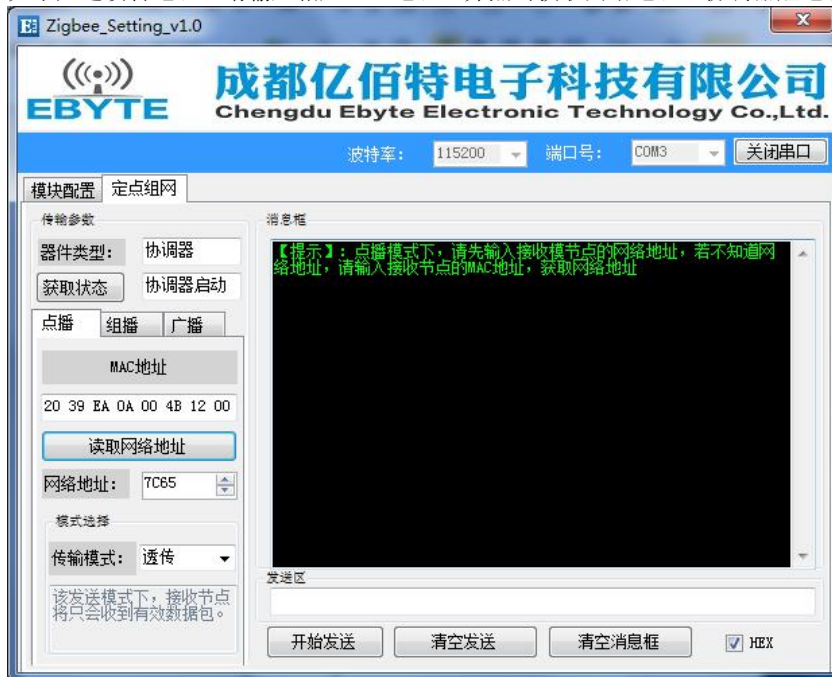 Zigbee_Setting_v1.0
EBYTE
成都亿佰特电子科技有限公司
Chengdu Ebyte Electronic Technology Co.,Ltd.
波特率： 115200 端口号： COM3 关闭串口
模块配置 定点组网
传输参数
器件类型： 协调器
获取状态 协调器启动
点播 组播 广播
MAC地址
20 39 EA 0A 00 4B 12 00
读取网络地址
网络地址： 7C65
模式选择
传输模式： 透传
该发送模式下，接收节点
将只会收到有效数据包。
消息框
【提示】：点播模式下，请先输入接收模节点的网络地址，若不知道网
络地址，请输入接收节点的MAC地址，获取网络地址
发送区
开始发送 清空发送 清空消息框 HEX